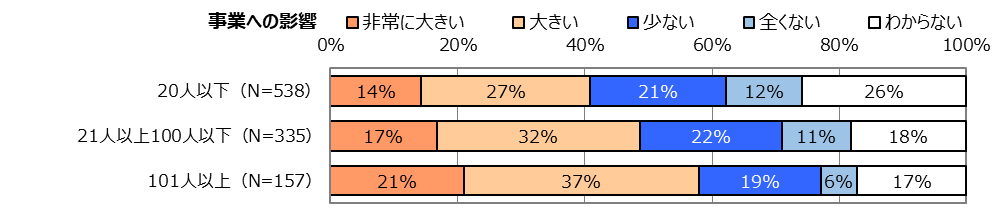 事業への影響 非常に大きい 大きい 少ない 全くない わからない
0% 20% 40% 60% 80% 100%
20人以下（N=538） 14% 27% 21% 12% 26%
21人以上100人以下（N=335） 17% 32% 22% 11% 18%
101人以上（N=157） 21% 37% 19% 6% 17%